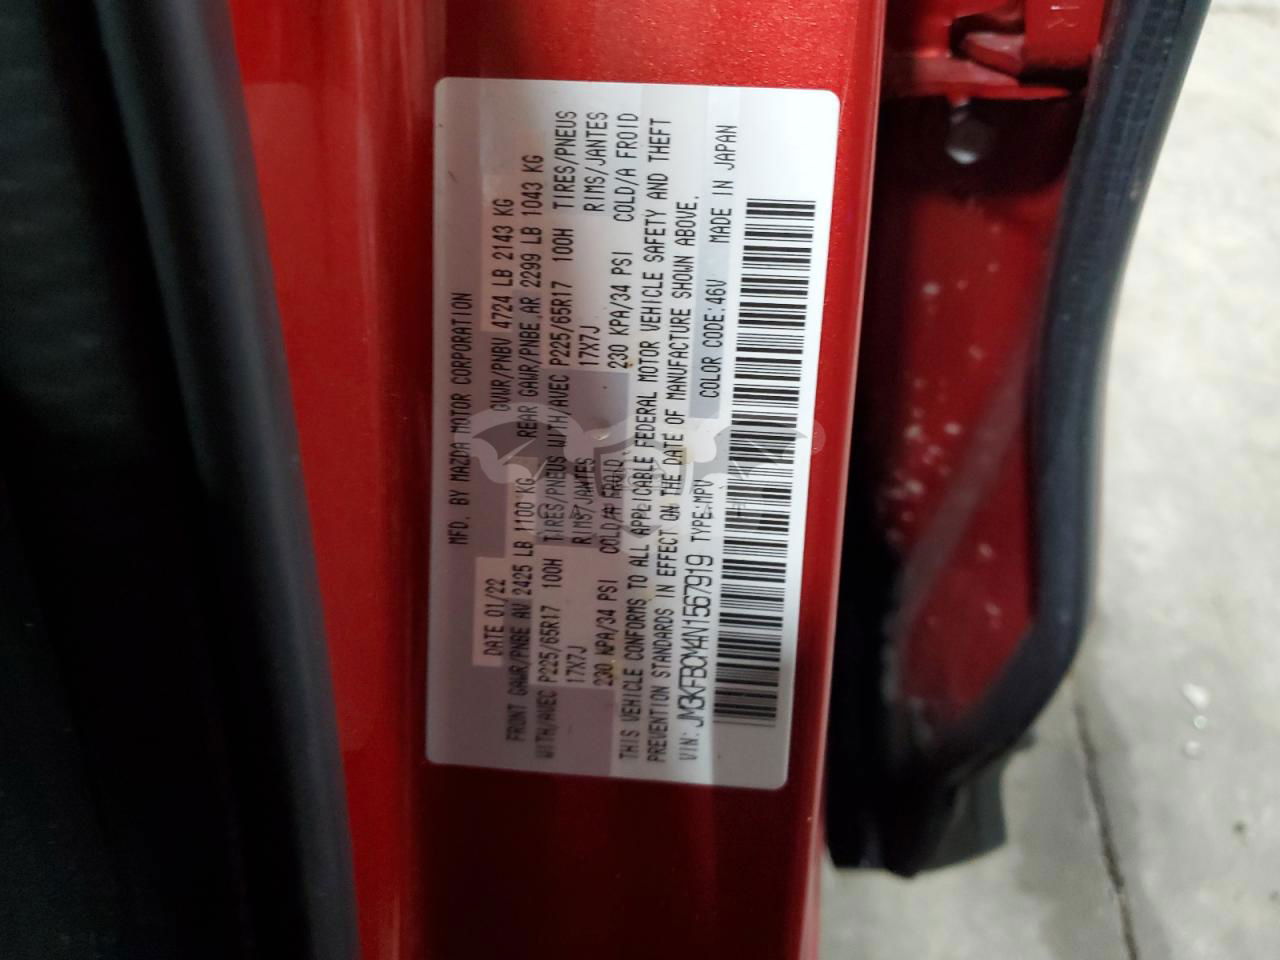 MFD. BY MAZDA MOTOR CORPORATION
DATE 01/22 GVWR/PNBV 4724 LB 2143 KG
FRONT GAWR/PNBE AV 2425 LB 1100 KG REAR GAWR/PNBE AR 2299 LB 1043 KG
WITH/AVEC P225/65R17 100H TIRES/PNEUS WITH/AVEC P225/65R17 100H TIRES/PNEUS
17X7J RIMS/JANTES 17X7J RIMS/JANTES
230 KPA/34 PSI COLD/A FROID 230 KPA/34 PSI COLD/A FROID
THIS VEHICLE CONFORMS TO ALL APPLICABLE FEDERAL MOTOR VEHICLE SAFETY AND THEFT
PREVENTION STANDARDS IN EFFECT ON THE DATE OF MANUFACTURE SHOWN ABOVE.
VIN: JM3KFBCM4N1567919 TYPE:MPV COLOR CODE:46V MADE IN JAPAN